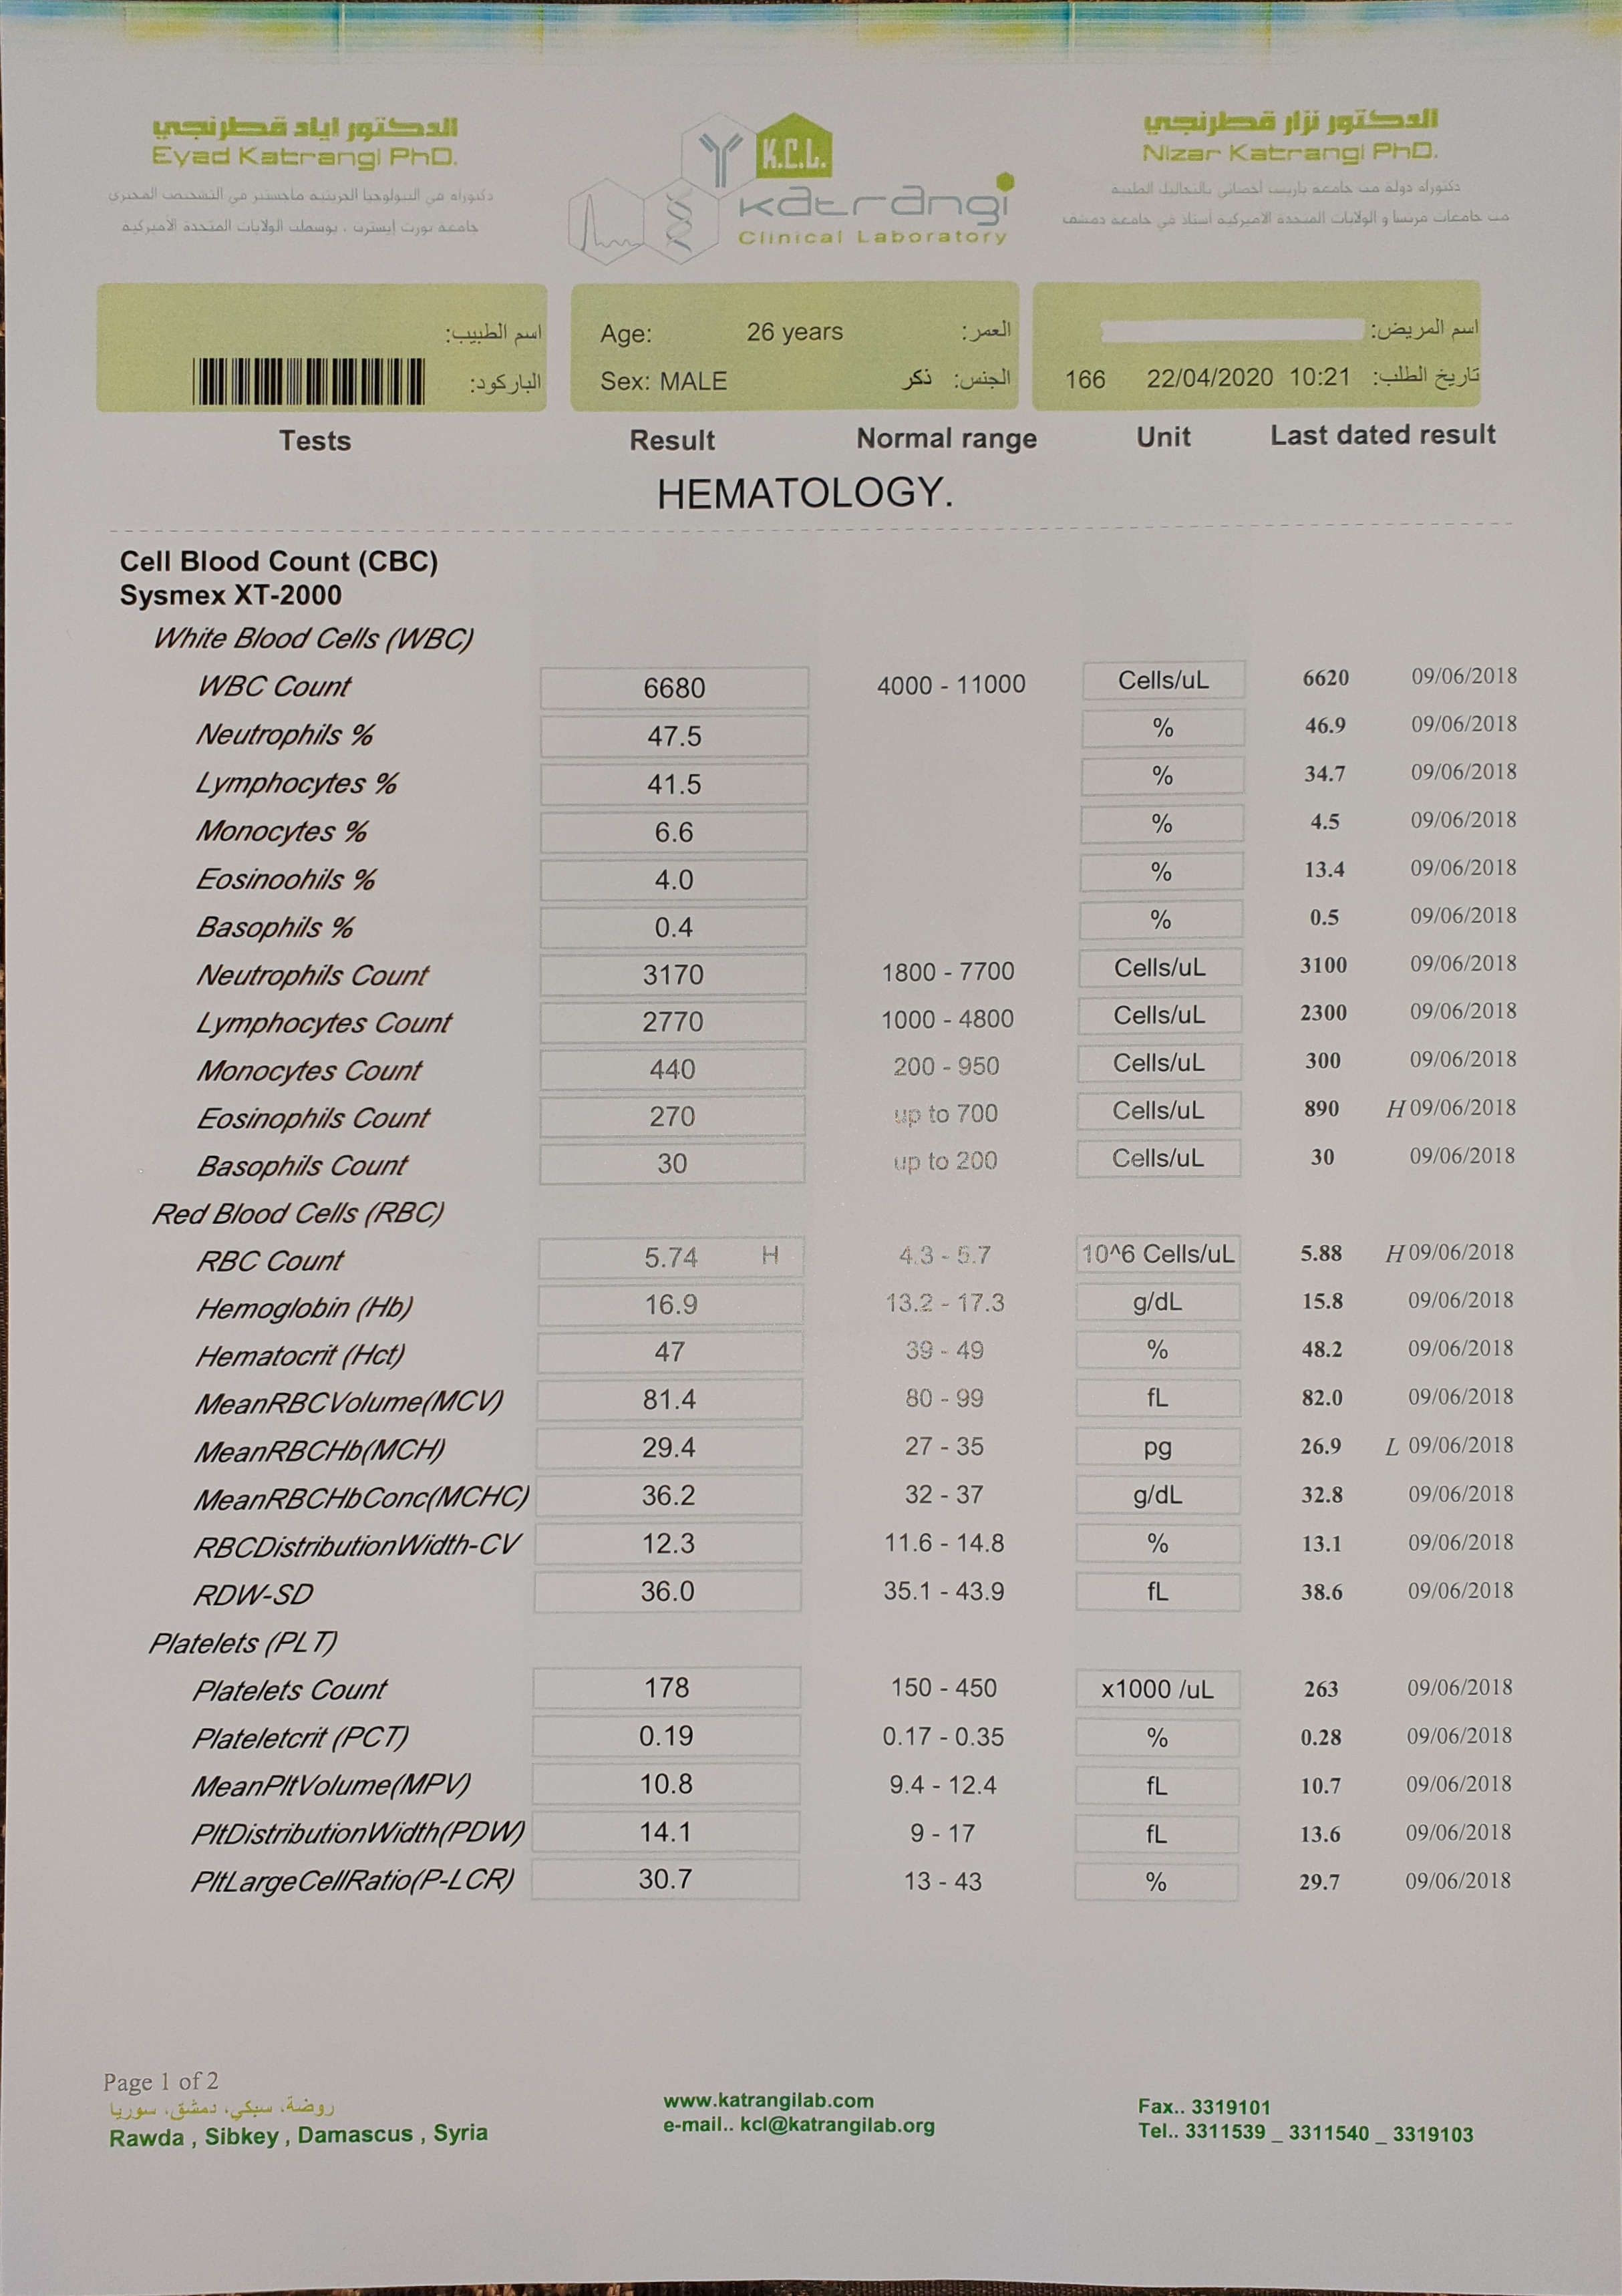 الدكتور اياد قطرنجي
Eyad Katrangi PhD.
دكتوراه في البيولوجيا الجزيئية ماجستير في التشخيص المخبري
جامعة نورث إيسترن ، بوسطن الولايات المتحدة الأميركية
K.C.L.
katrangi
Clinical Laboratory
الدكتور نزار قطرنجي
Nizar Katrangi PhD.
دكتوراه دولة من جامعة باريس أخصائي بالتحاليل الطبية
من جامعات فرنسا و الولايات المتحدة الأميركية أستاذ في جامعة دمشق
اسم الطبيب:
الباركود:
Age: 26 years العمر:
Sex: MALE ذكر الجنس:
اسم المريض:
166 22/04/2020 10:21 تاريخ الطلب:
Tests Result Normal range Unit Last dated result
HEMATOLOGY.
Cell Blood Count (CBC)
Sysmex XT-2000
White Blood Cells (WBC)
WBC Count 6680 4000 - 11000 Cells/uL 6620 09/06/2018
Neutrophils % 47.5 % 46.9 09/06/2018
Lymphocytes % 41.5 % 34.7 09/06/2018
Monocytes % 6.6 % 4.5 09/06/2018
Eosinoohils % 4.0 % 13.4 09/06/2018
Basophils % 0.4 % 0.5 09/06/2018
Neutrophils Count 3170 1800 - 7700 Cells/uL 3100 09/06/2018
Lymphocytes Count 2770 1000 - 4800 Cells/uL 2300 09/06/2018
Monocytes Count 440 200 - 950 Cells/uL 300 09/06/2018
Eosinophils Count 270 up to 700 Cells/uL 890 H 09/06/2018
Basophils Count 30 up to 200 Cells/uL 30 09/06/2018
Red Blood Cells (RBC)
RBC Count 5.74 H 4.3 - 5.7 10^6 Cells/uL 5.88 H 09/06/2018
Hemoglobin (Hb) 16.9 13.2 - 17.3 g/dL 15.8 09/06/2018
Hematocrit (Hct) 47 39 - 49 % 48.2 09/06/2018
MeanRBCVolume(MCV) 81.4 80 - 99 fL 82.0 09/06/2018
MeanRBCHb(MCH) 29.4 27 - 35 pg 26.9 L 09/06/2018
MeanRBCHbConc(MCHC) 36.2 32 - 37 g/dL 32.8 09/06/2018
RBCDistributionWidth-CV 12.3 11.6 - 14.8 % 13.1 09/06/2018
RDW-SD 36.0 35.1 - 43.9 fL 38.6 09/06/2018
Platelets (PLT)
Platelets Count 178 150 - 450 x1000 /uL 263 09/06/2018
Plateletcrit (PCT) 0.19 0.17 - 0.35 % 0.28 09/06/2018
MeanPltVolume(MPV) 10.8 9.4 - 12.4 fL 10.7 09/06/2018
PltDistributionWidth(PDW) 14.1 9 - 17 fL 13.6 09/06/2018
PltLargeCellRatio(P-LCR) 30.7 13 - 43 % 29.7 09/06/2018
Page 1 of 2
روضة، سبكي، دمشق، سوريا
Rawda , Sibkey , Damascus , Syria
www.katrangilab.com
e-mail.. kcl@katrangilab.org
Fax.. 3319101
Tel.. 3311539 _ 3311540 _ 3319103